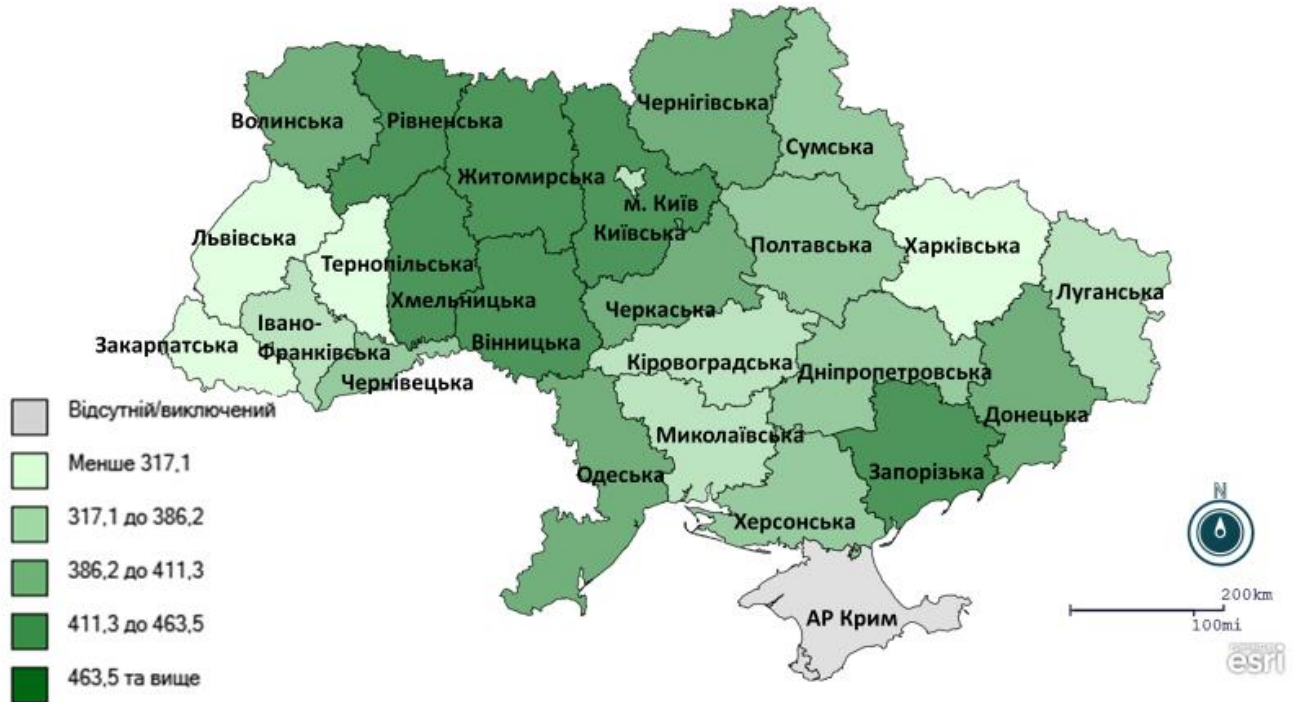 Чернігівська
Волинська
Рівненська
Сумська
Житомирська
м. Київ
Київська
Львівська
Полтавська
Харківська
Тернопільська
Хмельницька
Луганська
Черкаська
Івано-
Франківська
Вінницька
Закарпатська
Кіровоградська
Дніпропетровська
Чернівецька
Донецька
Миколаївська
Одеська
Запорізька
Херсонська
АР Крим
Відсутній/виключений
Менше 317,1
317,1 до 386,2
386,2 до 411,3
411,3 до 463,5
463,5 та вище
N
200km
100mi
esri